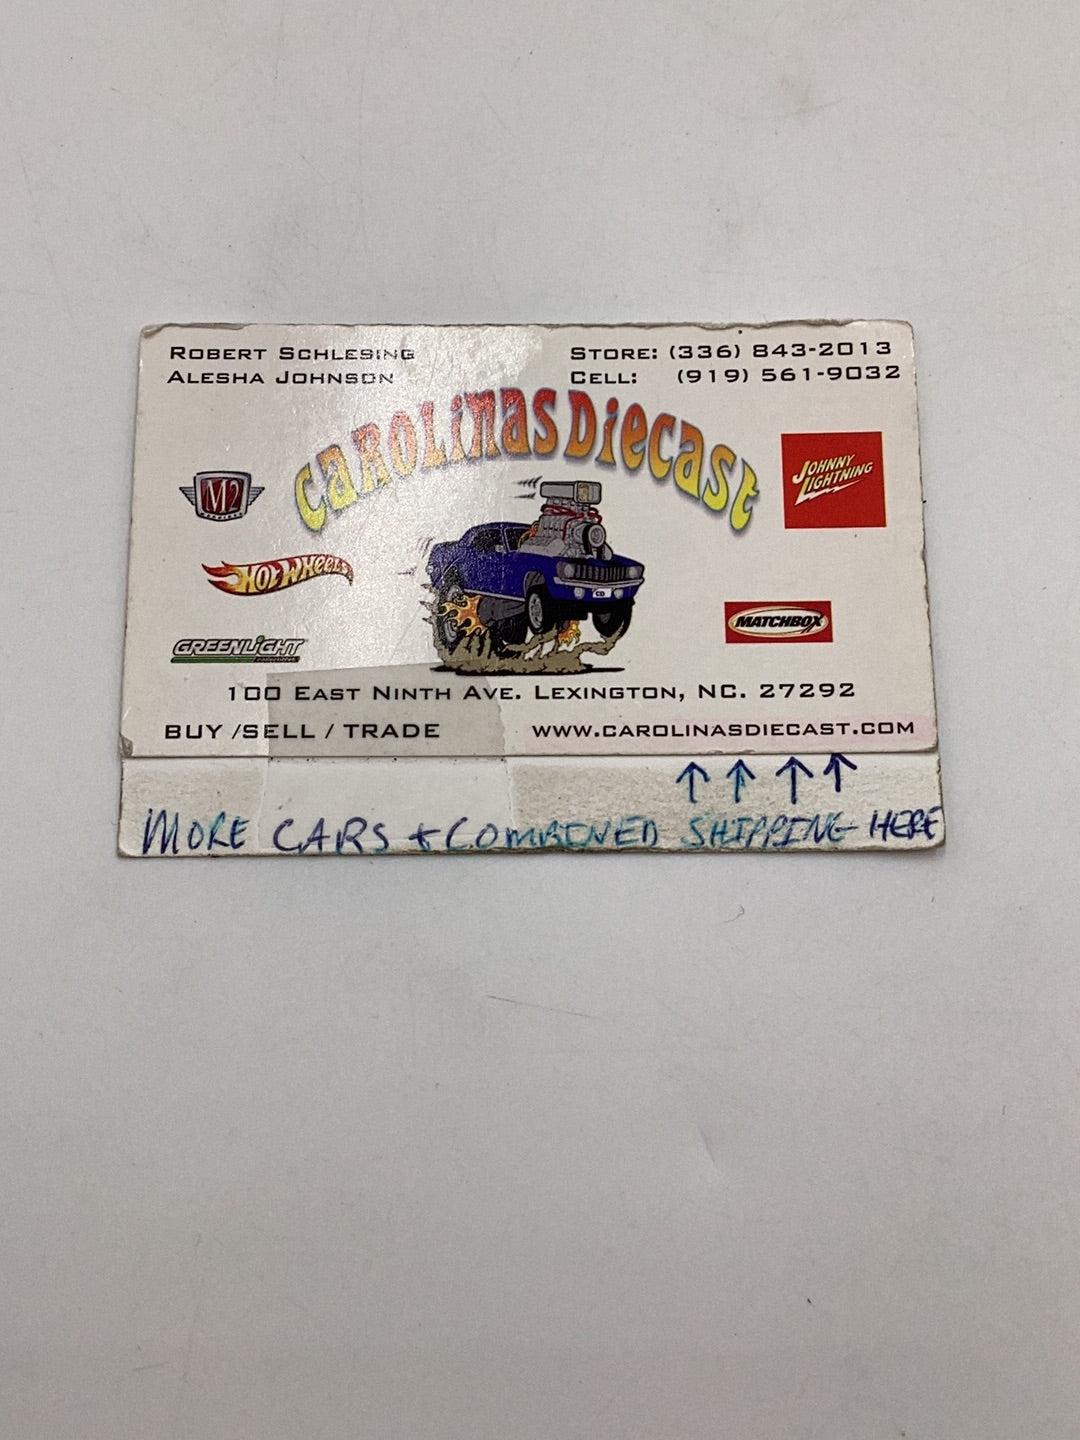 ROBERT SCHLESING
ALESHA JOHNSON
STORE: (336) 843-2013
CELL: (919) 561-9032
CAROLINAS DIECAST
M2
JOHNNY LIGHTNING
HOT WHEELS
CD
GREENLIGHT
MATCHBOX
100 EAST NINTH AVE. LEXINGTON, NC. 27292
BUY /SELL / TRADE
WWW.CAROLINASDIECAST.COM
MORE CARS + COMBINED SHIPPING HERE